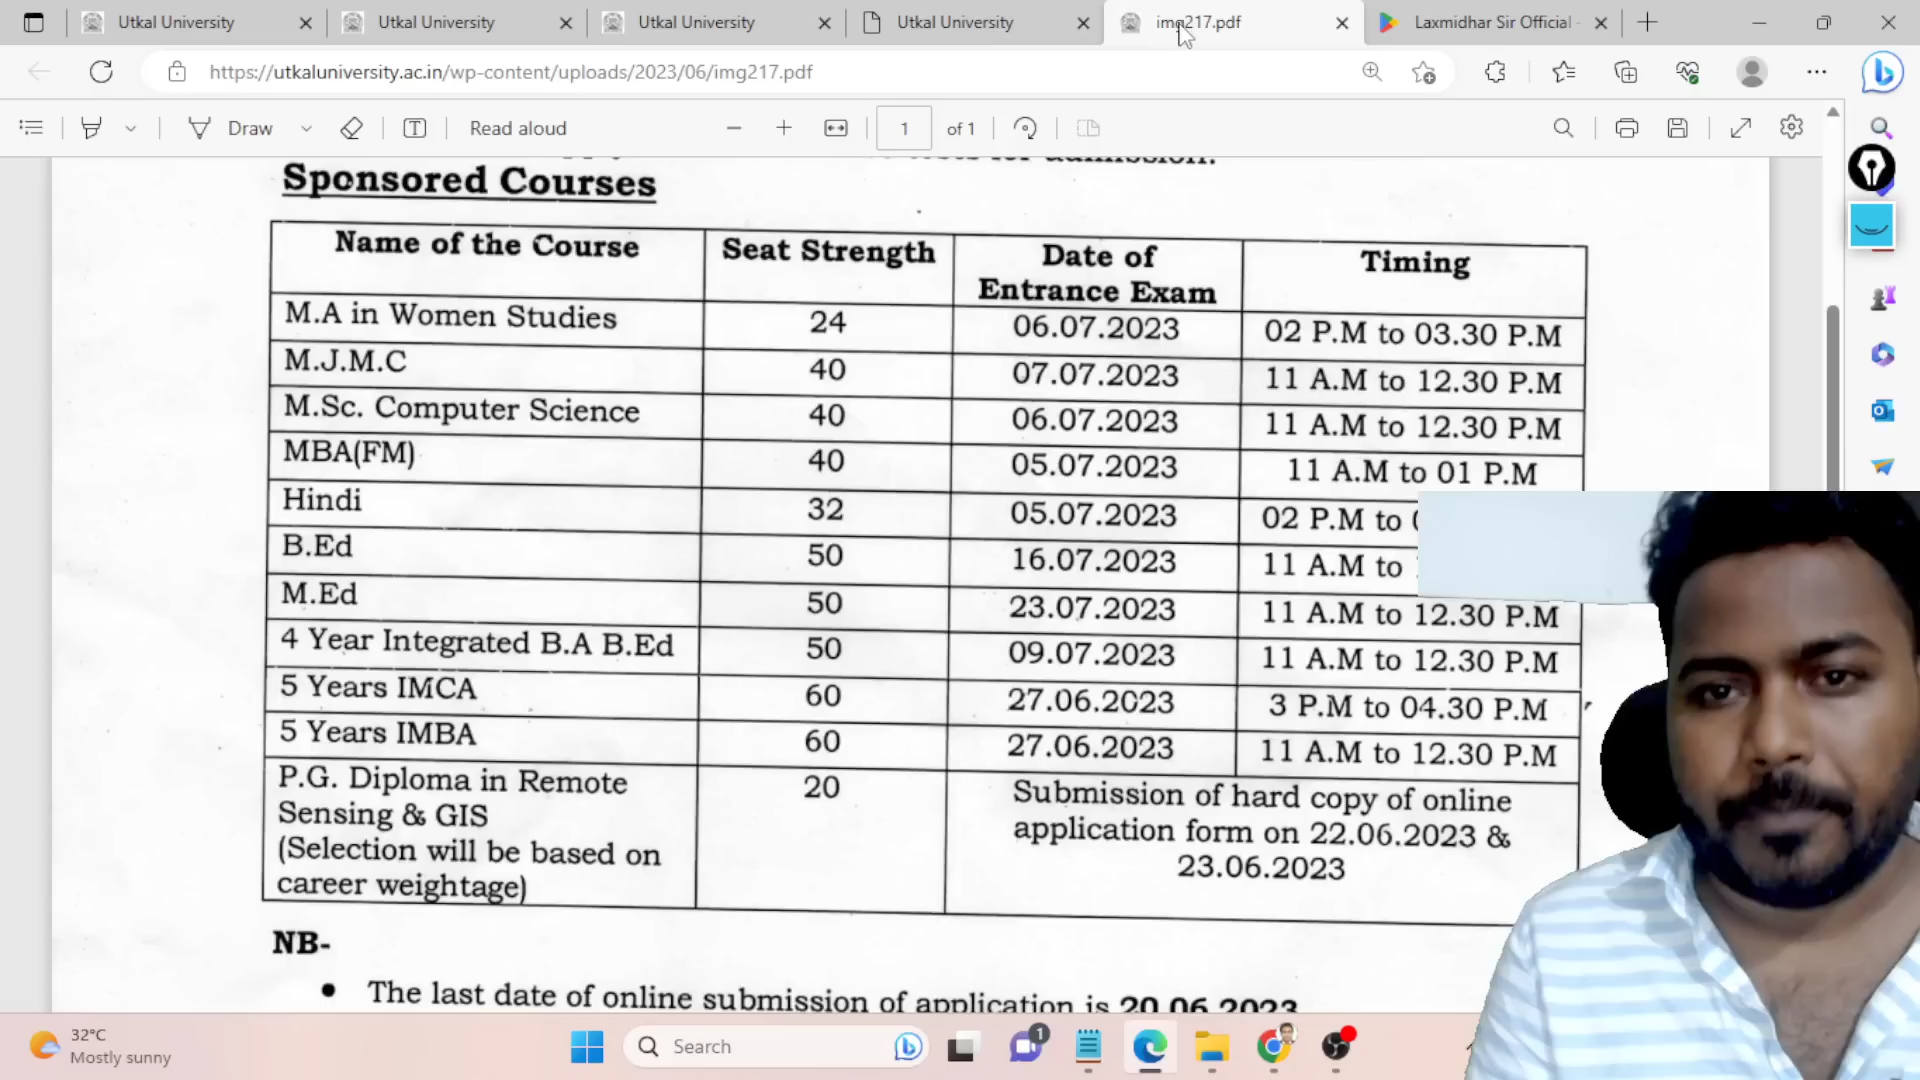 Utkal University
Utkal University
Utkal University
Utkal University
img217.pdf
Laxmidhar Sir Official -
https://utkaluniversity.ac.in/wp-content/uploads/2023/06/img217.pdf
Draw
Read aloud
1
of 1
for admission.
Sponsored Courses
Name of the Course Seat Strength Date of Entrance Exam Timing
M.A in Women Studies 24 06.07.2023 02 P.M to 03.30 P.M
M.J.M.C 40 07.07.2023 11 A.M to 12.30 P.M
M.Sc. Computer Science 40 06.07.2023 11 A.M to 12.30 P.M
MBA(FM) 40 05.07.2023 11 A.M to 01 P.M
Hindi 32 05.07.2023 02 P.M to
B.Ed 50 16.07.2023 11 A.M to
M.Ed 50 23.07.2023 11 A.M to 12.30 P.M
4 Year Integrated B.A B.Ed 50 09.07.2023 11 A.M to 12.30 P.M
5 Years IMCA 60 27.06.2023 3 P.M to 04.30 P.M
5 Years IMBA 60 27.06.2023 11 A.M to 12.30 P.M
P.G. Diploma in Remote
Sensing & GIS
(Selection will be based on
career weightage)
20
Submission of hard copy of online
application form on 22.06.2023 &
23.06.2023
NB-
• The last date of online submission of application is 20.06.2023
32°C
Mostly sunny
Search
1